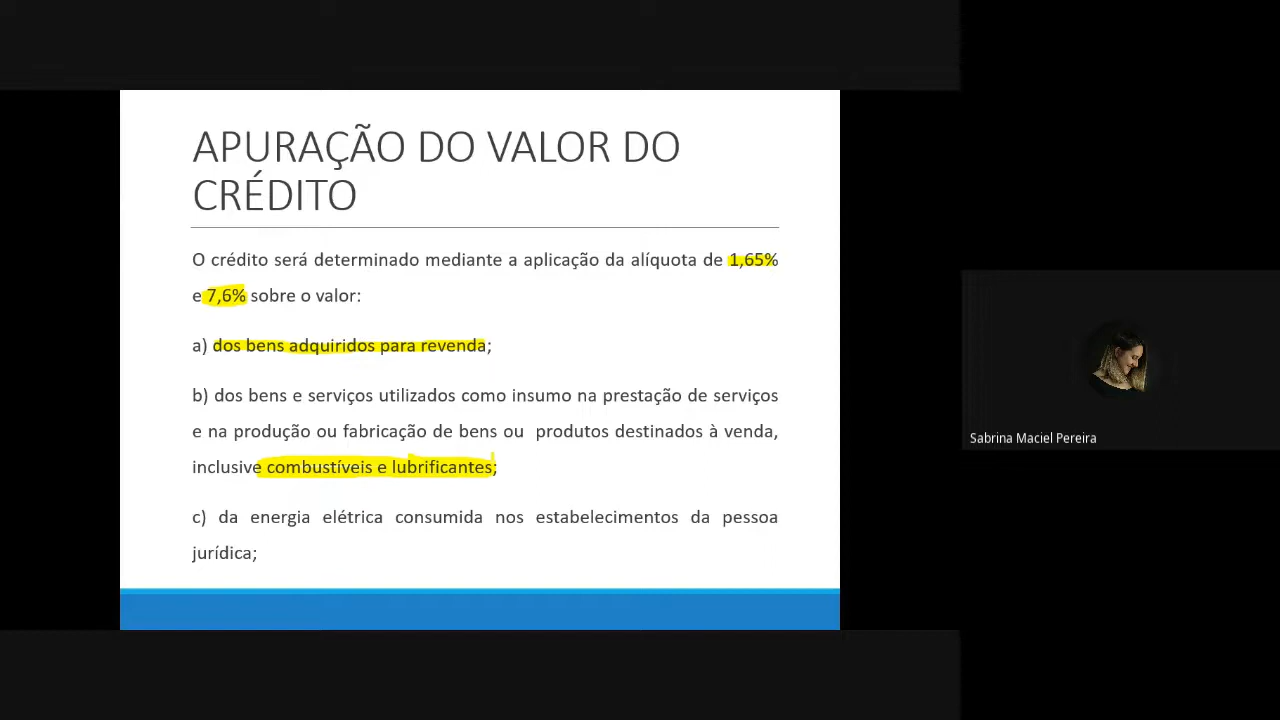 APURAÇÃO DO VALOR DO
CRÉDITO
O crédito será determinado mediante a aplicação da alíquota de 1,65%
e 7,6% sobre o valor:
a) dos bens adquiridos para revenda;
b) dos bens e serviços utilizados como insumo na prestação de serviços
e na produção ou fabricação de bens ou produtos destinados à venda,
inclusive combustíveis e lubrificantes;
c) da energia elétrica consumida nos estabelecimentos da pessoa
jurídica;
Sabrina Maciel Pereira